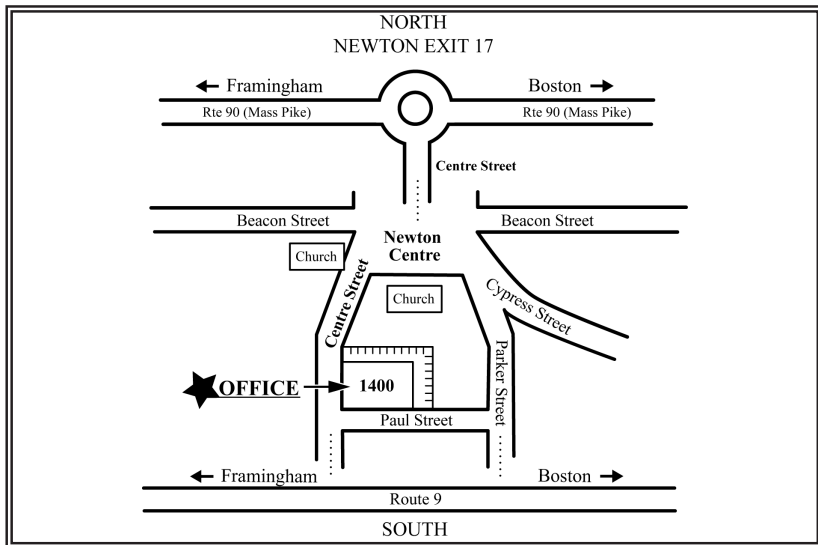 NORTH
NEWTON EXIT 17
Framingham
Boston
Rte 90 (Mass Pike)
Rte 90 (Mass Pike)
Centre Street
Beacon Street
Beacon Street
Newton
Centre
Church
Church
Centre Street
Cypress Street
Parker Street
OFFICE
1400
Paul Street
Framingham
Boston
Route 9
SOUTH